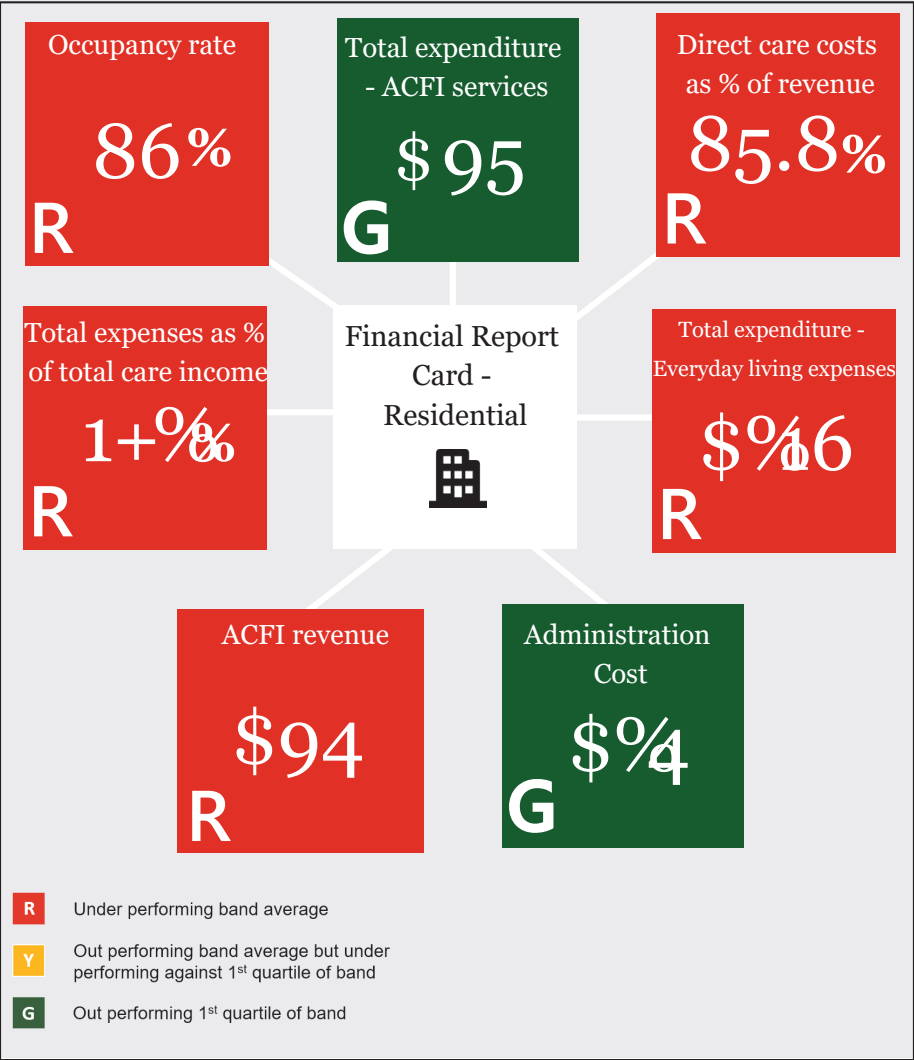 Occupancy rate
86%
R
Total expenditure
- ACFI services
$95
G
Direct care costs
as % of revenue
85.8%
R
Total expenses as %
of total care income
R
Financial Report
Card -
Residential
Total expenditure -
Everyday living expenses
R
ACFI revenue
$94
R
Administration
Cost
G
R Under performing band average
Y Out performing band average but under
performing against 1st quartile of band
G Out performing 1st quartile of band